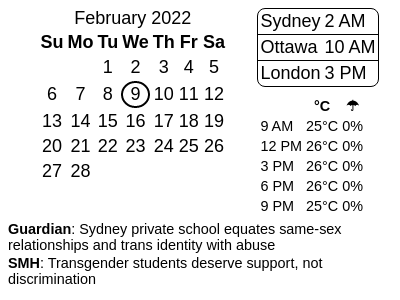 February 2022
Su Mo Tu We Th Fr Sa
1 2 3 4 5
6 7 8 9 10 11 12
13 14 15 16 17 18 19
20 21 22 23 24 25 26
27 28
Sydney 2 AM
Ottawa 10 AM
London 3 PM
°C ☂
9 AM 25°C 0%
12 PM 26°C 0%
3 PM 26°C 0%
6 PM 26°C 0%
9 PM 25°C 0%
Guardian: Sydney private school equates same-sex
relationships and trans identity with abuse
SMH: Transgender students deserve support, not
discrimination